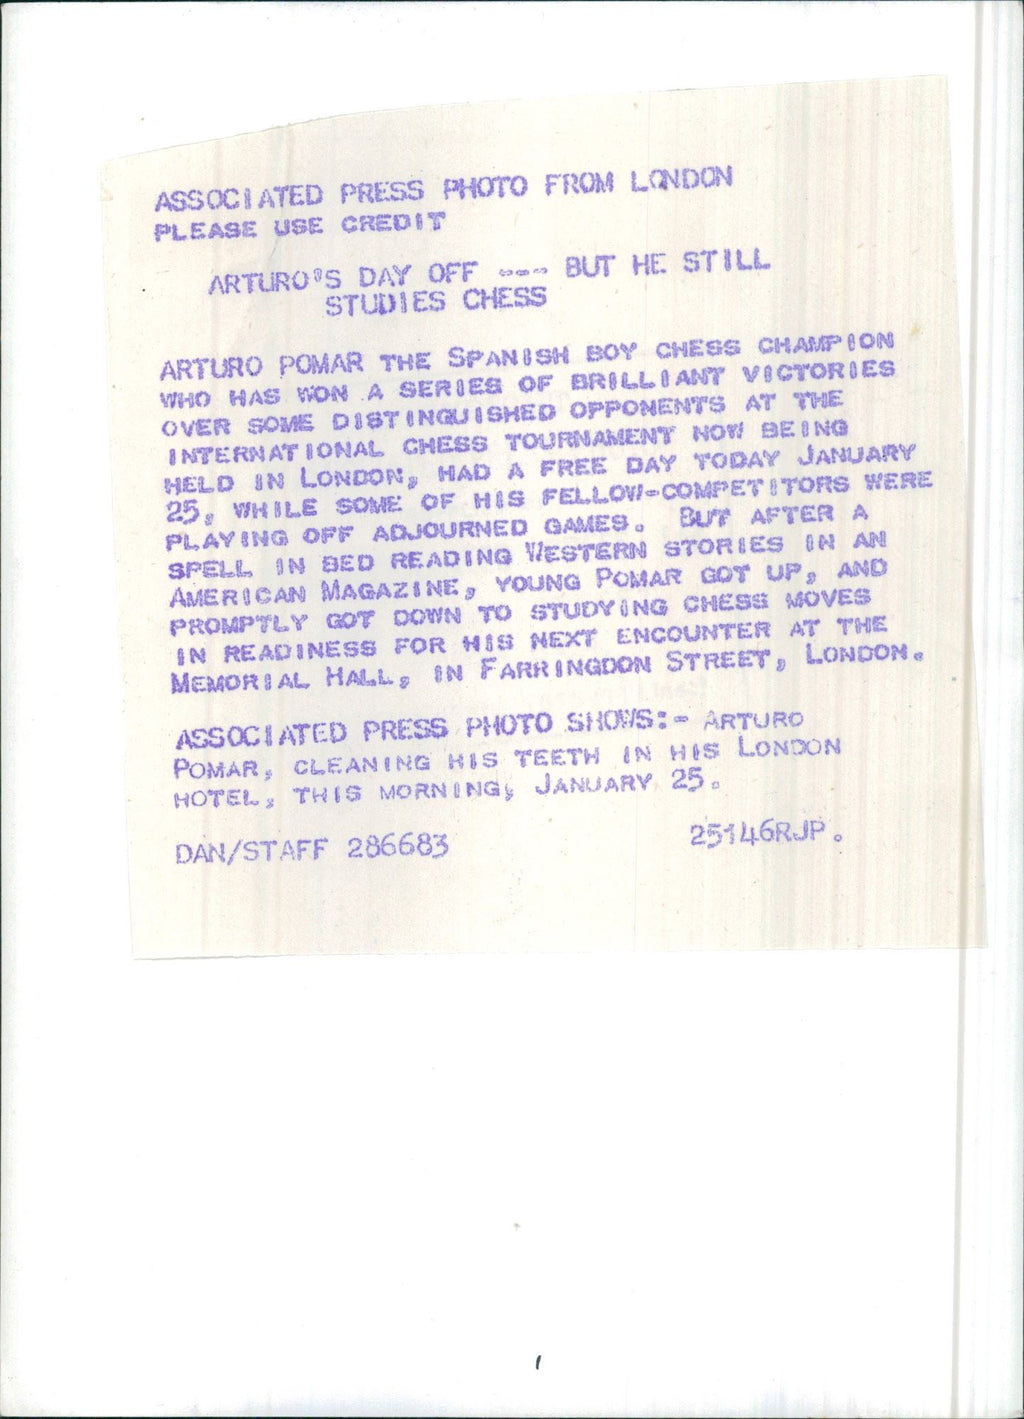 ASSOCIATED PRESS PHOTO FROM LONDON
PLEASE USE CREDIT
ARTURO'S DAY OFF --- BUT HE STILL
STUDIES CHESS
ARTURO POMAR THE SPANISH BOY CHESS CHAMPION
WHO HAS WON A SERIES OF BRILLIANT VICTORIES
OVER SOME DISTINGUISHED OPPONENTS AT THE
INTERNATIONAL CHESS TOURNAMENT NOW BEING
HELD IN LONDON, HAD A FREE DAY TODAY JANUARY
25, WHILE SOME OF HIS FELLOW-COMPETITORS WERE
PLAYING OFF ADJOURNED GAMES. BUT AFTER A
SPELL IN BED READING WESTERN STORIES IN AN
AMERICAN MAGAZINE, YOUNG POMAR GOT UP, AND
PROMPTLY GOT DOWN TO STUDYING CHESS MOVES
IN READINESS FOR HIS NEXT ENCOUNTER AT THE
MEMORIAL HALL, IN FARRINGDON STREET, LONDON.
ASSOCIATED PRESS PHOTO SHOWS:- ARTURO
POMAR, CLEANING HIS TEETH IN HIS LONDON
HOTEL, THIS MORNING, JANUARY 25.
DAN/STAFF 286683 25146RJP.
1